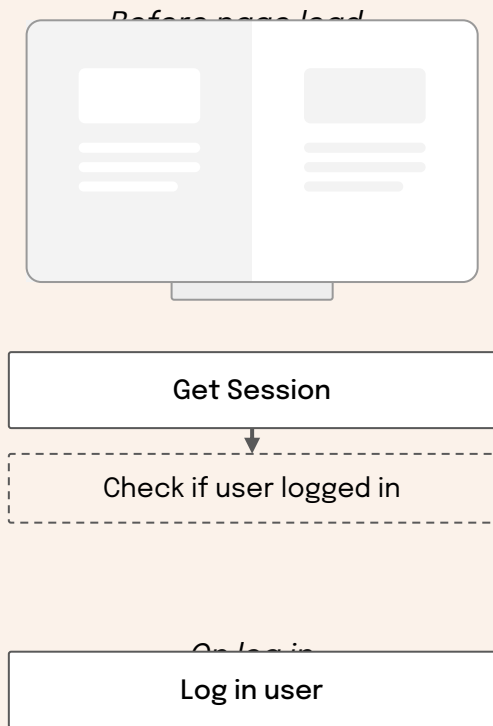 Before page load
Get Session
Check if user logged in
On log in
Log in user